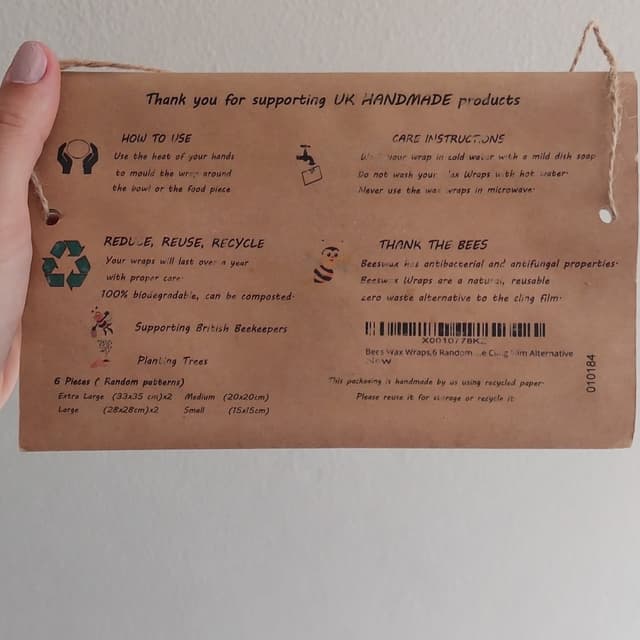 Thank you for supporting UK HANDMADE products
HOW TO USE
Use the heat of your hands
to mould the wrap around
the bowl or the food piece
CARE INSTRUCTIONS
Wash your wrap in cold water with a mild dish soap
Do not wash your Wax Wraps with hot water.
Never use the wax wraps in microwave.
REDUCE, REUSE, RECYCLE
Your wraps will last over a year
with proper care.
100% biodegradable, can be composted.
THANK THE BEES
Beeswax has antibacterial and antifungal properties.
Beeswax Wraps are a natural, reusable
zero waste alternative to the cling film.
Supporting British Beekeepers
Planting Trees
Bees Wax Wraps,6 Random Cling Film Alternative
New
010184
6 Pieces ( Random patterns)
Extra Large (33x35 cm)x2 Medium (20x20cm)
Large (28x28cm)x2 Small (15x15cm)
This packaging is handmade by us using recycled paper.
Please reuse it for storage or recycle it